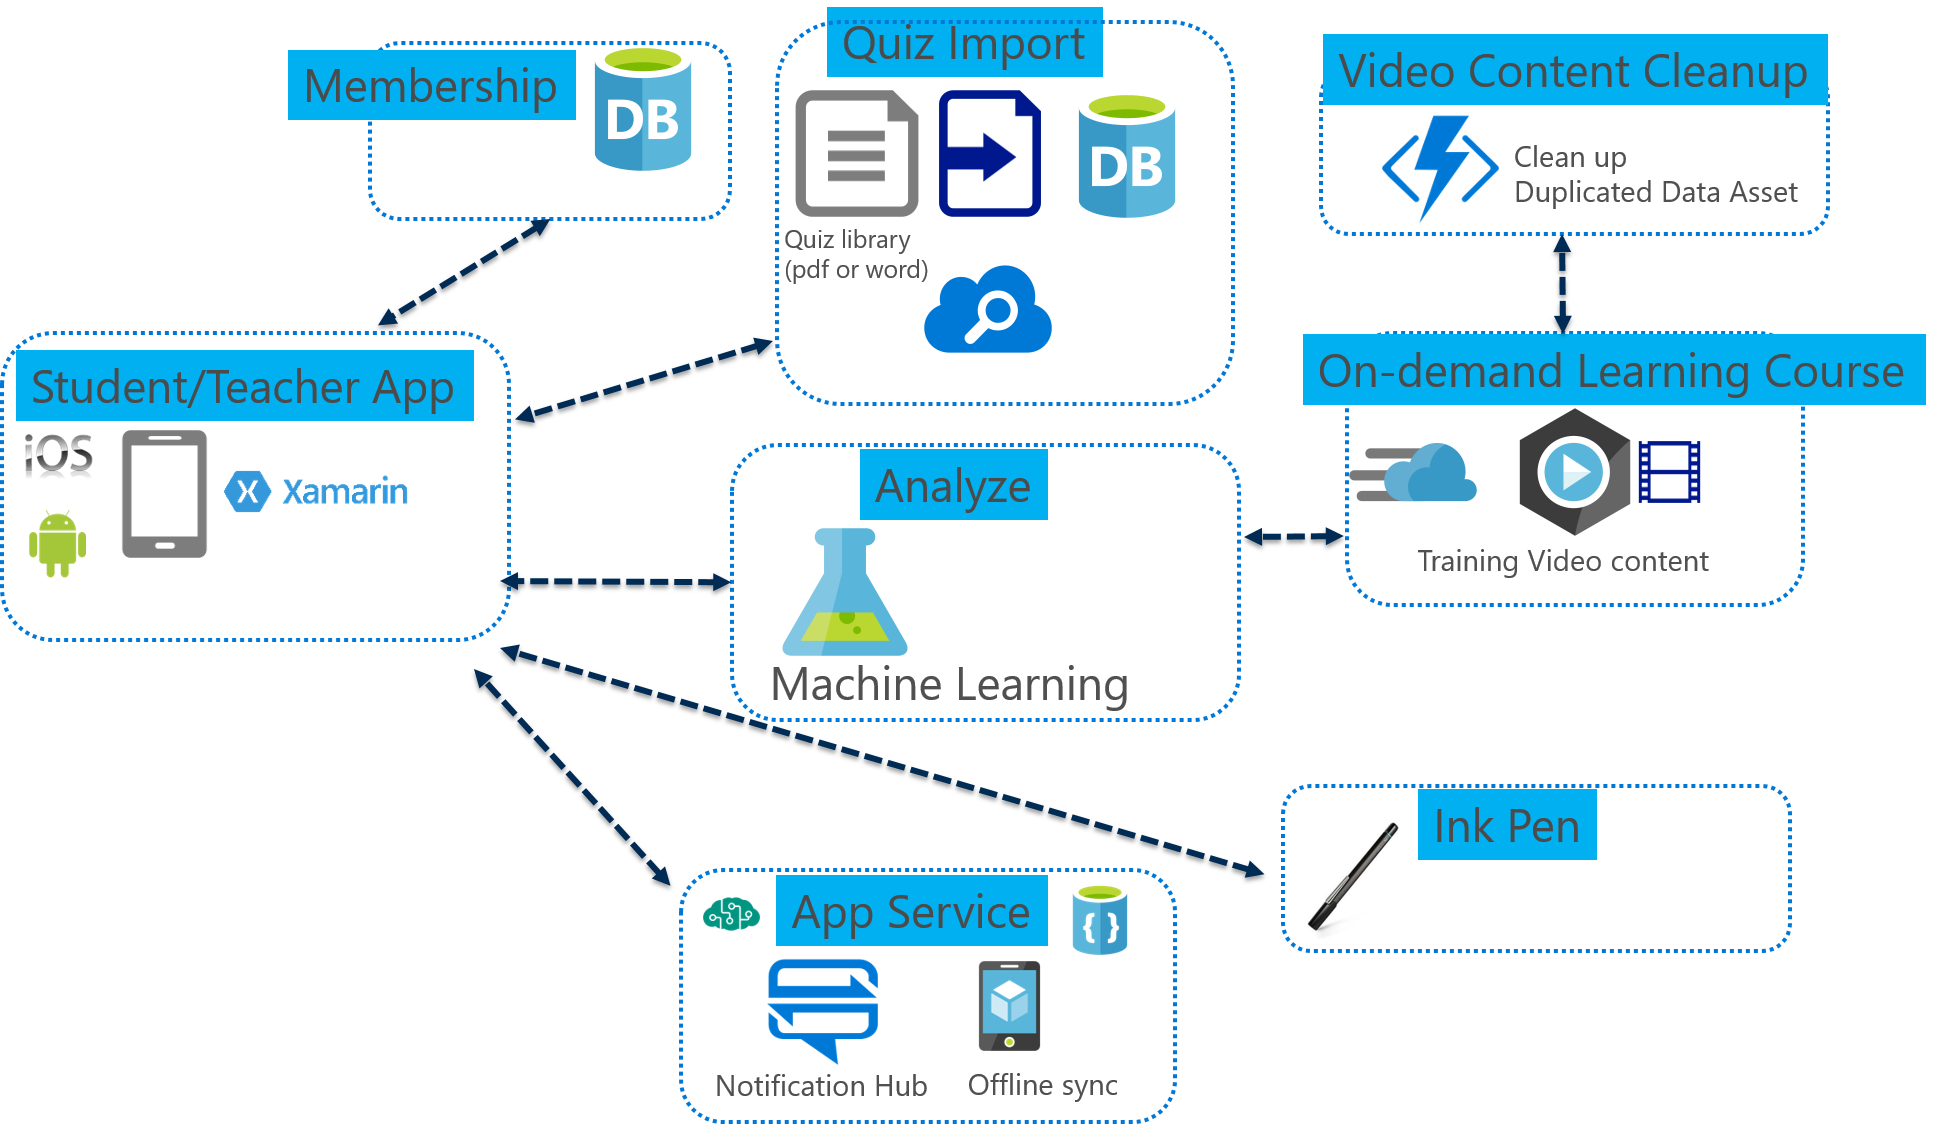 Membership
DB
Quiz Import
DB
Quiz library
(pdf or word)
Video Content Cleanup
Clean up
Duplicated Data Asset
Student/Teacher App
iOS
Xamarin
On-demand Learning Course
Training Video content
Analyze
Machine Learning
Ink Pen
App Service
{ }
Notification Hub
Offline sync